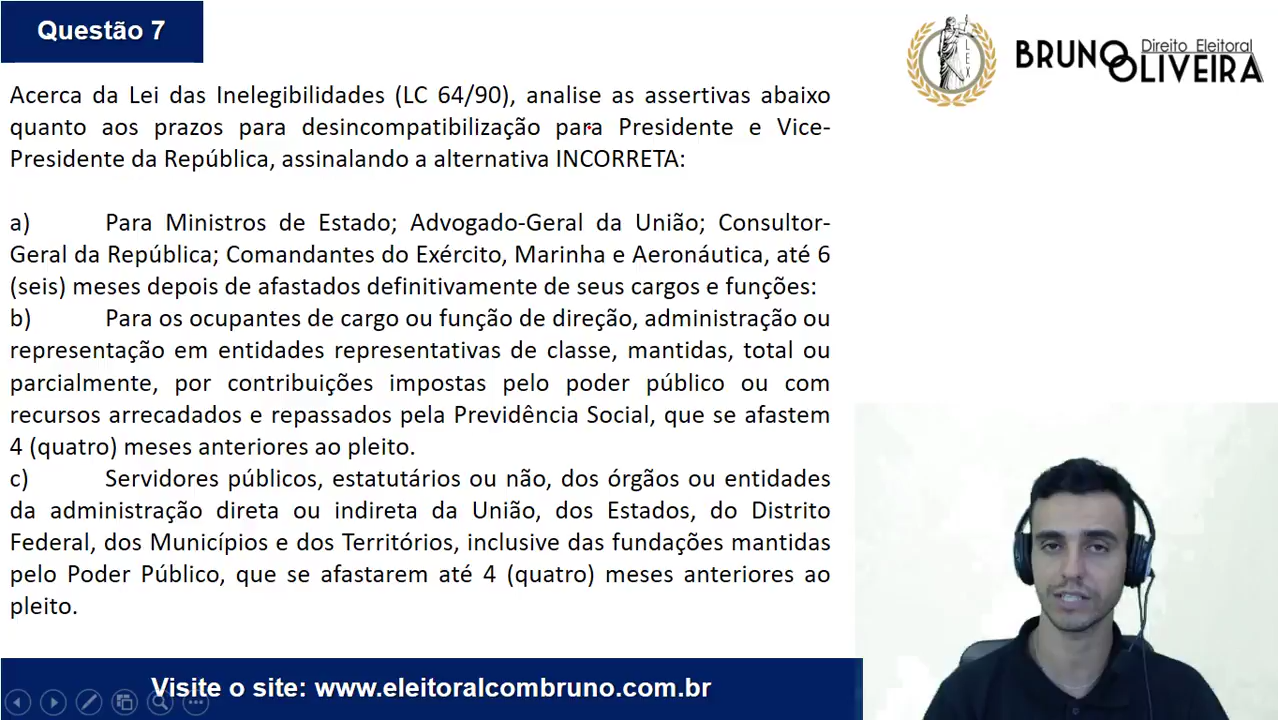 Questão 7
LEX
BRUNO Direito Eleitoral
OLIVEIRA
Acerca da Lei das Inelegibilidades (LC 64/90), analise as assertivas abaixo
quanto aos prazos para desincompatibilização para Presidente e Vice-
Presidente da República, assinalando a alternativa INCORRETA:
a) Para Ministros de Estado; Advogado-Geral da União; Consultor-
Geral da República; Comandantes do Exército, Marinha e Aeronáutica, até 6
(seis) meses depois de afastados definitivamente de seus cargos e funções:
b) Para os ocupantes de cargo ou função de direção, administração ou
representação em entidades representativas de classe, mantidas, total ou
parcialmente, por contribuições impostas pelo poder público ou com
recursos arrecadados e repassados pela Previdência Social, que se afastem
4 (quatro) meses anteriores ao pleito.
c) Servidores públicos, estatutários ou não, dos órgãos ou entidades
da administração direta ou indireta da União, dos Estados, do Distrito
Federal, dos Municípios e dos Territórios, inclusive das fundações mantidas
pelo Poder Público, que se afastarem até 4 (quatro) meses anteriores ao
pleito.
Visite o site: www.eleitoralcombruno.com.br